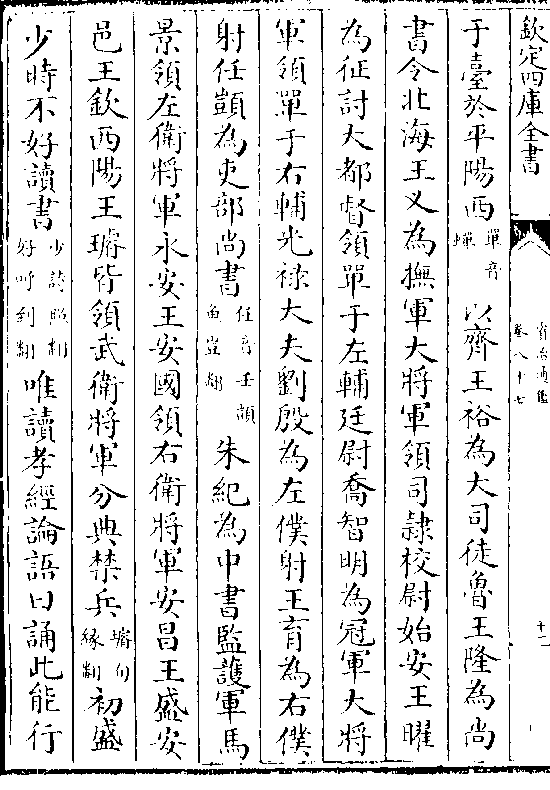 欽定四庫全書
資治通鑑
卷八十七
十二
于臺於平陽西單音蟬以齊王裕為大司徒魯王隆為尚
書令北海王乂為撫軍大將軍領司隸校尉始安王曜
為征討大都督領單于左輔廷尉喬智明為冠軍大將
軍領單于右輔光祿大夫劉殷為左僕射王育為右僕
射任顗為吏部尚書任音壬顗魚豈翻朱紀為中書監護軍馬
景領左衛將軍永安王安國領右衛將軍安昌王盛安
邑王欽西陽王璿皆領武衛將軍分典禁兵璿旬緣翻初盛
少時不好讀書少詩照翻好呼到翻唯讀孝經論語曰誦此能行